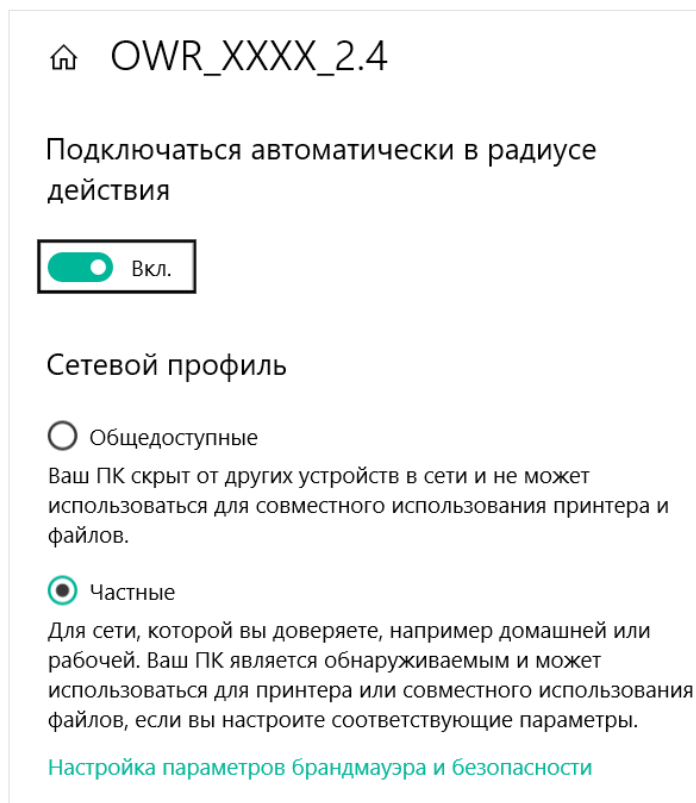 OWR_XXXX_2.4
Подключаться автоматически в радиусе
действия
Вкл.
Сетевой профиль
Общедоступные
Ваш ПК скрыт от других устройств в сети и не может
использоваться для совместного использования принтера и
файлов.
Частные
Для сети, которой вы доверяете, например домашней или
рабочей. Ваш ПК является обнаруживаемым и может
использоваться для принтера или совместного использования
файлов, если вы настроите соответствующие параметры.
Настройка параметров брандмауэра и безопасности